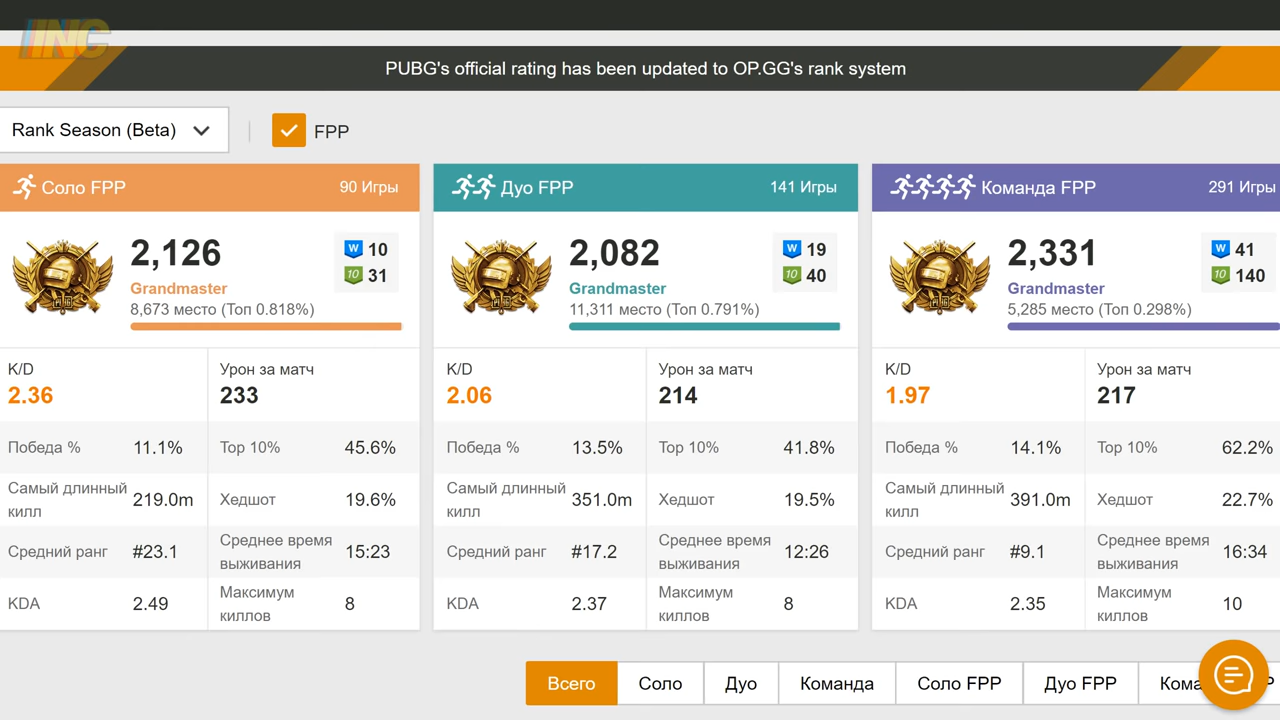 INC
PUBG's official rating has been updated to OP.GG's rank system
Rank Season (Beta)
FPP
Соло FPP
90 Игры
2,126
W 10
10 31
Grandmaster
8,673 место (Топ 0.818%)
K/D
2.36
Урон за матч
233
Победа %
11.1%
Top 10%
45.6%
Самый длинный
килл
219.0m
Хедшот
19.6%
Средний ранг
#23.1
Среднее время
выживания
15:23
KDA
2.49
Максимум
киллов
8
Дуо FPP
141 Игры
2,082
W 19
10 40
Grandmaster
11,311 место (Топ 0.791%)
K/D
2.06
Урон за матч
214
Победа %
13.5%
Top 10%
41.8%
Самый длинный
килл
351.0m
Хедшот
19.5%
Средний ранг
#17.2
Среднее время
выживания
12:26
KDA
2.37
Максимум
киллов
8
Команда FPP
291 Игры
2,331
W 41
10 140
Grandmaster
5,285 место (Топ 0.298%)
K/D
1.97
Урон за матч
217
Победа %
14.1%
Top 10%
62.2%
Самый длинный
килл
391.0m
Хедшот
22.7%
Средний ранг
#9.1
Среднее время
выживания
16:34
KDA
2.35
Максимум
киллов
10
Всего
Соло
Дуо
Команда
Соло FPP
Дуо FPP